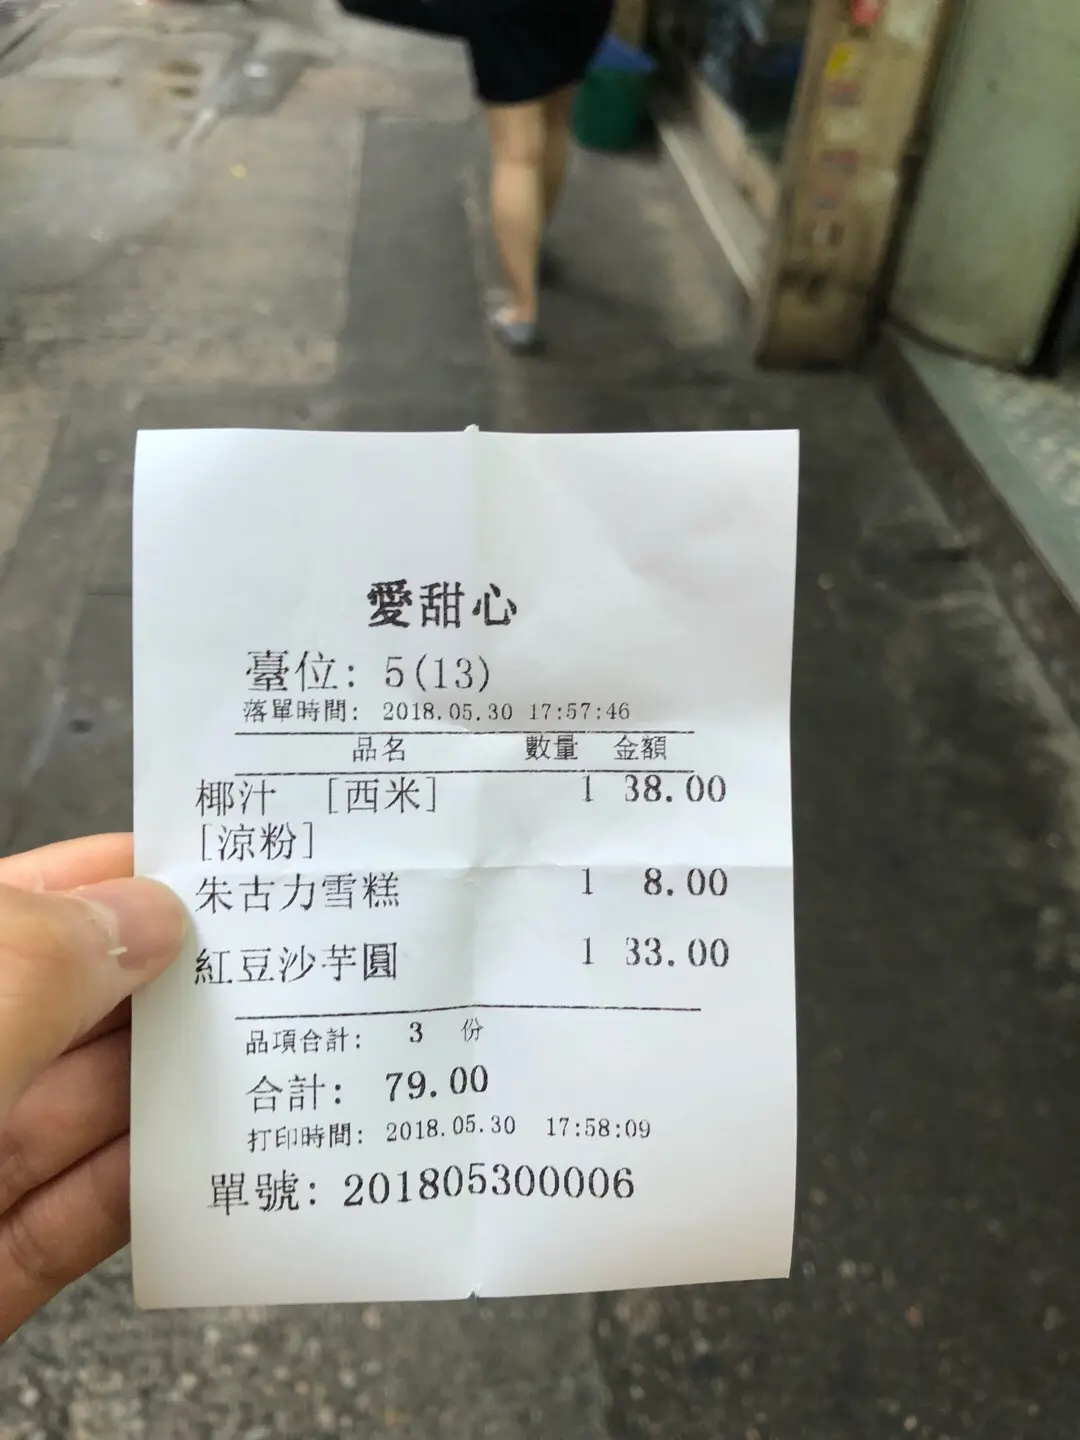 愛甜心
臺位: 5(13)
落單時間: 2018.05.30 17:57:46
品名 數量 金額
椰汁 [西米] 1 38.00
[涼粉]
朱古力雪糕 1 8.00
紅豆沙芋圓 1 33.00
品項合計: 3 份
合計: 79.00
打印時間: 2018.05.30 17:58:09
單號: 201805300006